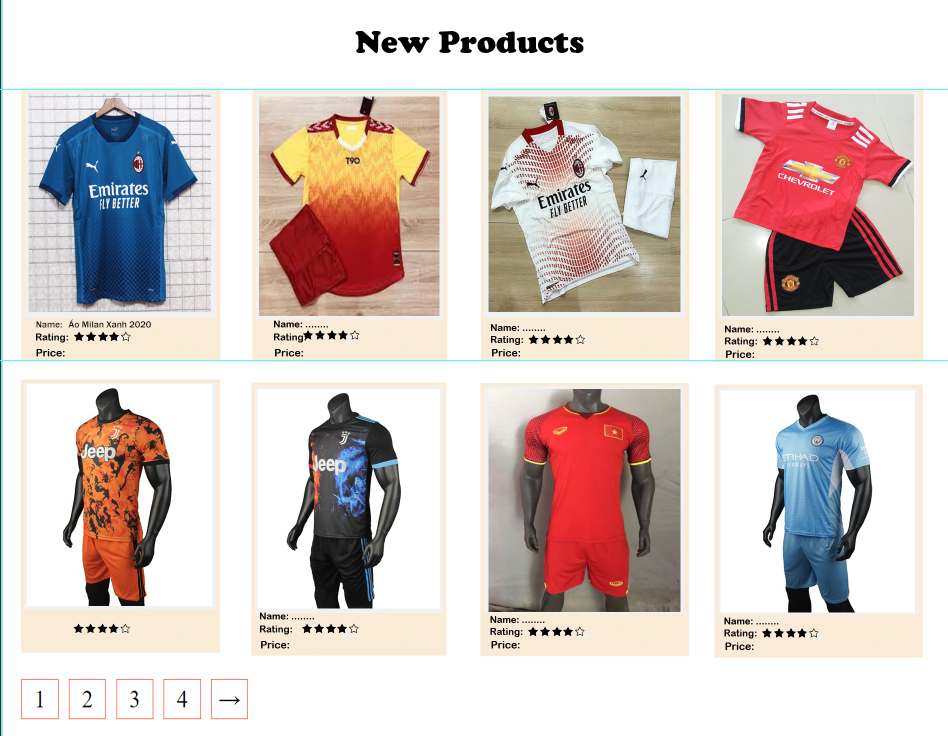 New Products
Emirates
FLY BETTER
T90
Emirates
FLY BETTER
CHEVROLET
Name: Áo Milan Xanh 2020
Rating:
Price:
Name: ........
Rating
Price:
Name: ........
Rating:
Price:
Name: ........
Rating:
Price:
Jeep
Jeep
ETIHAD
AIRWAYS
Name: ........
Rating:
Price:
Name: ........
Rating:
Price:
Name: ........
Rating:
Price:
1 2 3 4 →